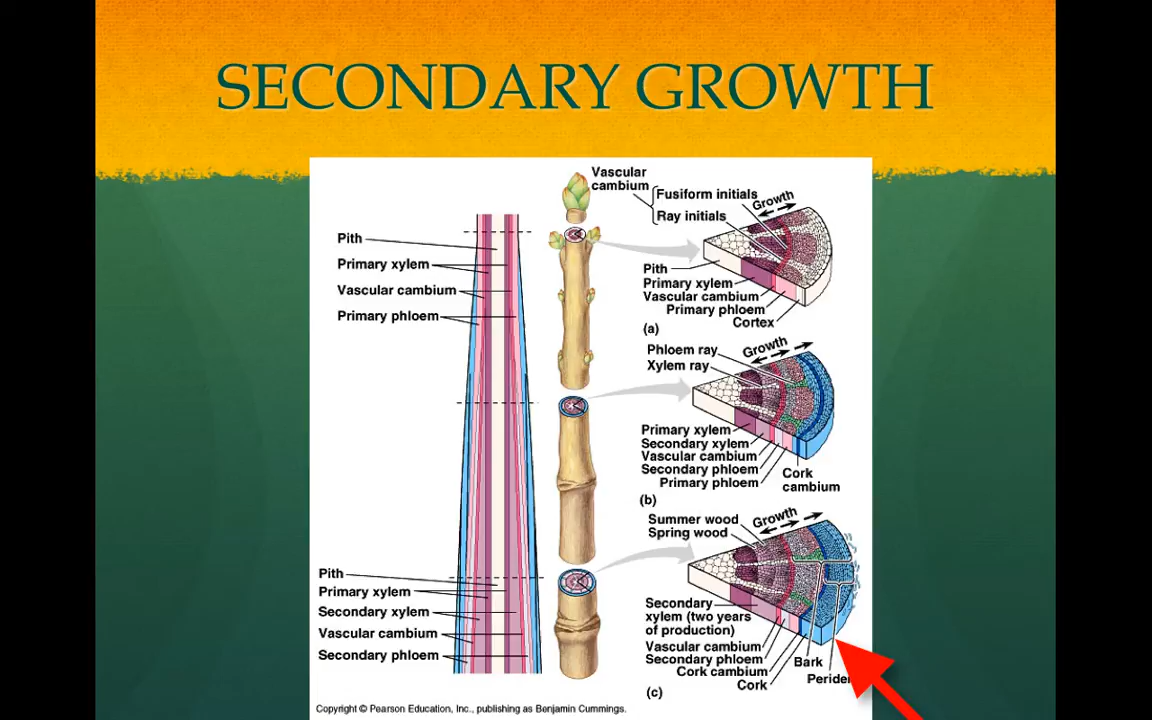 SECONDARY GROWTH
Pith
Primary xylem
Vascular cambium
Primary phloem
Pith
Primary xylem
Secondary xylem
Vascular cambium
Secondary phloem
Vascular
cambium
Fusiform initials
Ray initials
Growth
Pith
Primary xylem
Vascular cambium
Primary phloem
Cortex
(a)
Growth
Phloem ray
Xylem ray
Primary xylem
Secondary xylem
Vascular cambium
Secondary phloem
Primary phloem
Cork
cambium
(b)
Growth
Summer wood
Spring wood
Secondary
xylem (two years
of production)
Vascular cambium
Secondary phloem
Cork cambium
Cork
Bark
(c)
Copyright © Pearson Education, Inc., publishing as Benjamin Cummings.